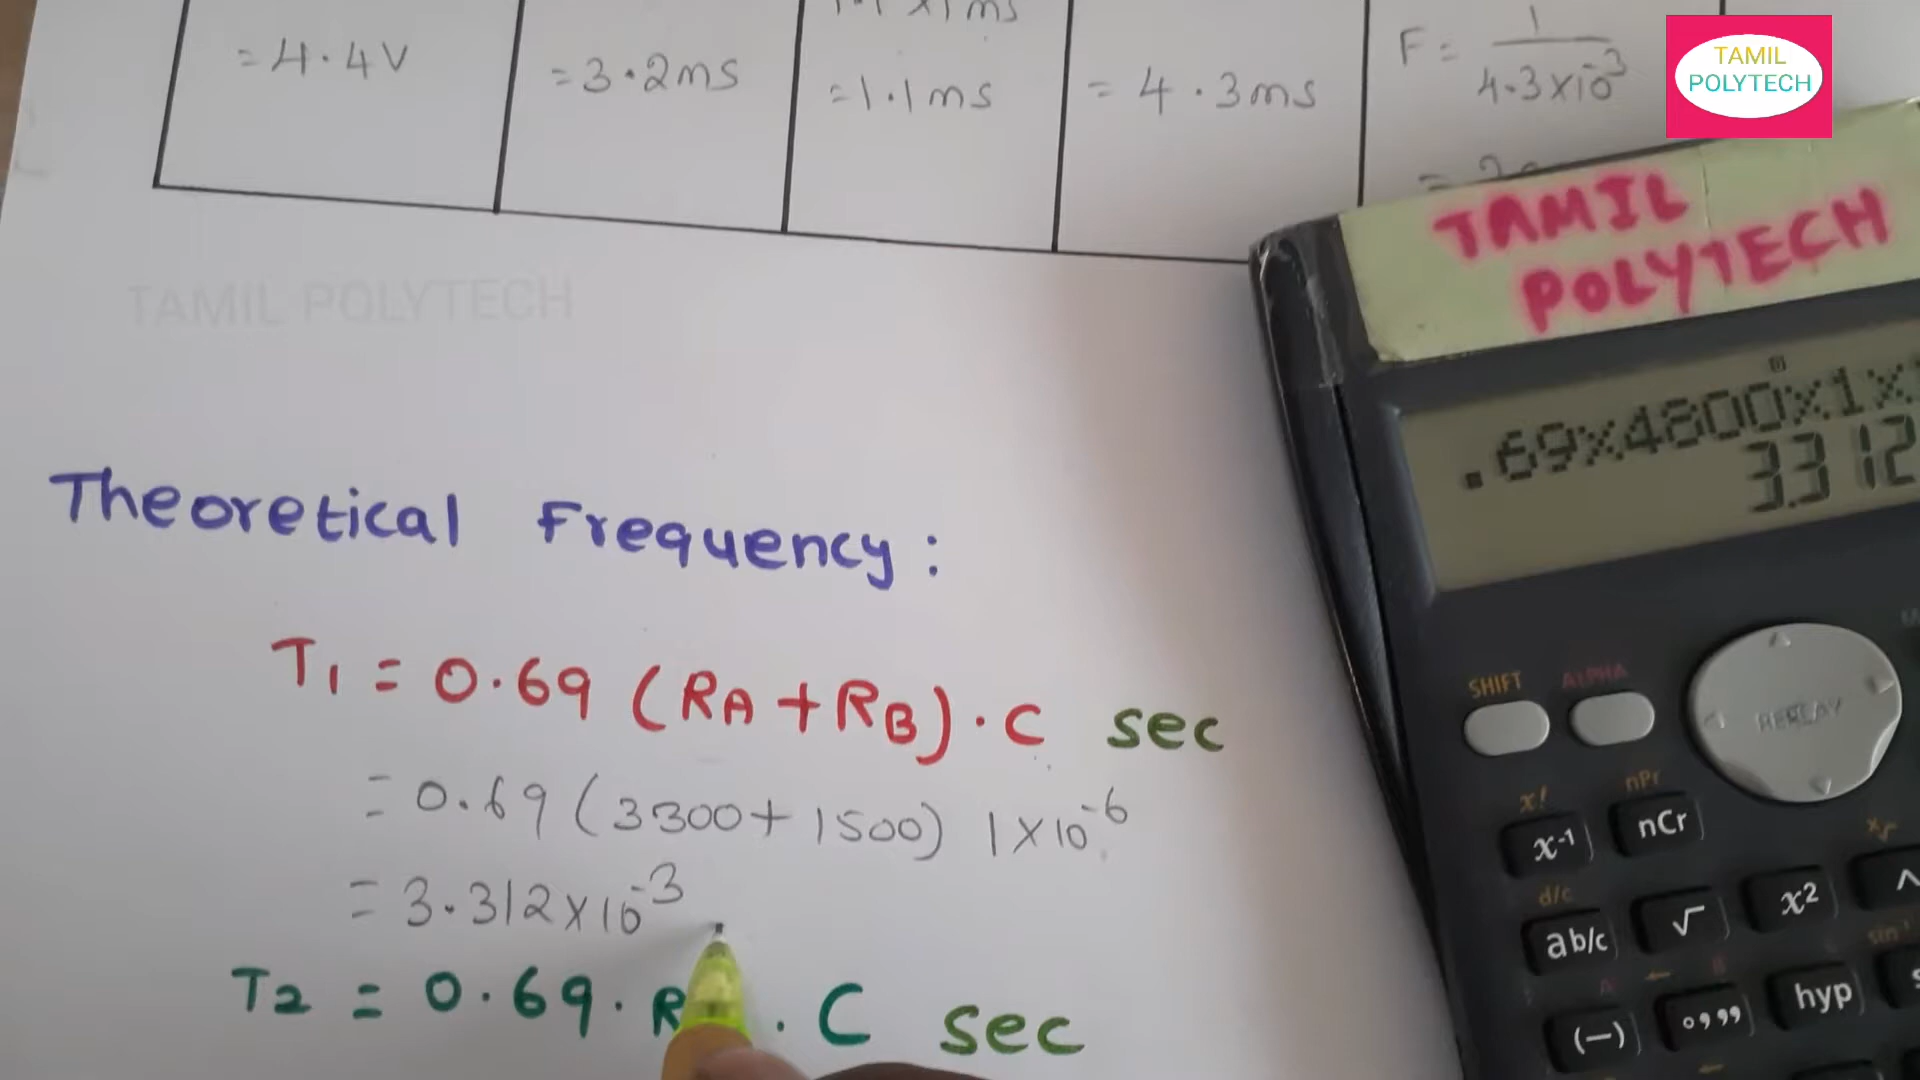 = 4.4V
= 3.2ms
= 1.1ms
= 4.3ms
F = 1
4.3×10-3
TAMIL
POLYTECH
TAMIL
POLYTECH
TAMIL POLYTECH
.69×4800×1×
3.312
Theoretical Frequency :
T1 = 0.69 (RA+RB).C sec
= 0.69 (3300+1500) 1×10-6
= 3.312×10-3
T2 = 0.69.R . C sec
SHIFT ALPHA
REPLAY
x! nPr
x-1 nCr
d/c
ab/c √ x2 ^
sin-1
(−) °,,, hyp